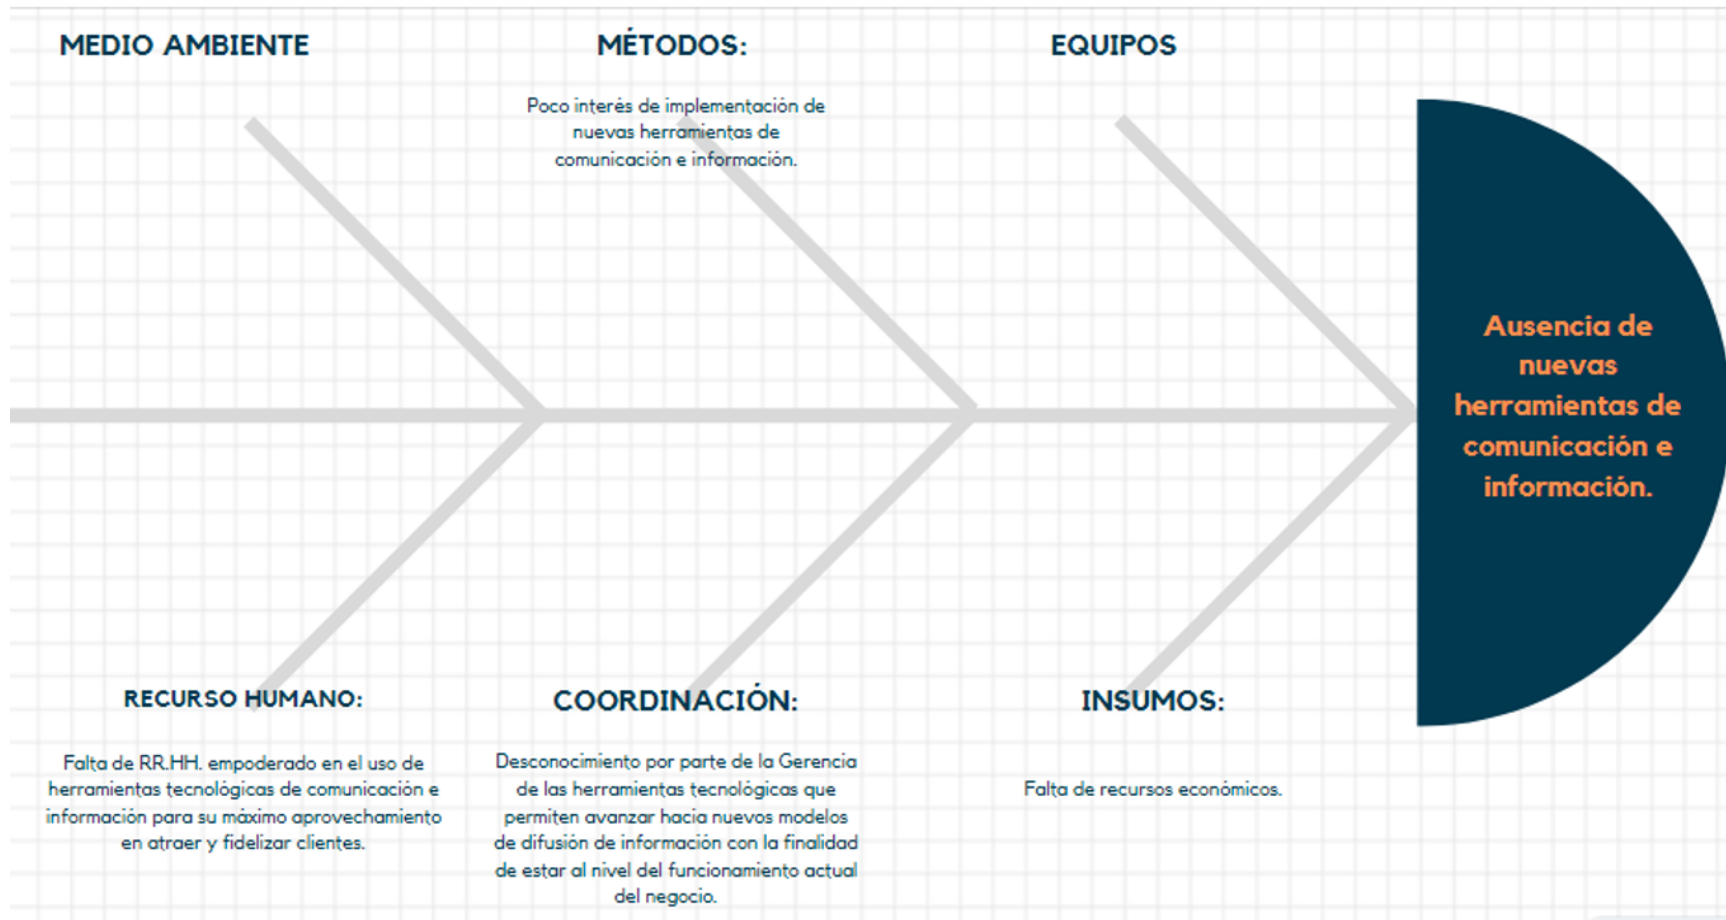 MEDIO AMBIENTE
MÉTODOS:
EQUIPOS
Poco interés de implementación de
nuevas herramientas de
comunicación e información.
Ausencia de
nuevas
herramientas de
comunicación e
información.
RECURSO HUMANO:
COORDINACIÓN:
INSUMOS:
Falta de RR.HH. empoderado en el uso de
herramientas tecnológicas de comunicación e
información para su máximo aprovechamiento
en atraer y fidelizar clientes.
Desconocimiento por parte de la Gerencia
de las herramientas tecnológicas que
permiten avanzar hacia nuevos modelos
de difusión de información con la finalidad
de estar al nivel del funcionamiento actual
del negocio.
Falta de recursos económicos.